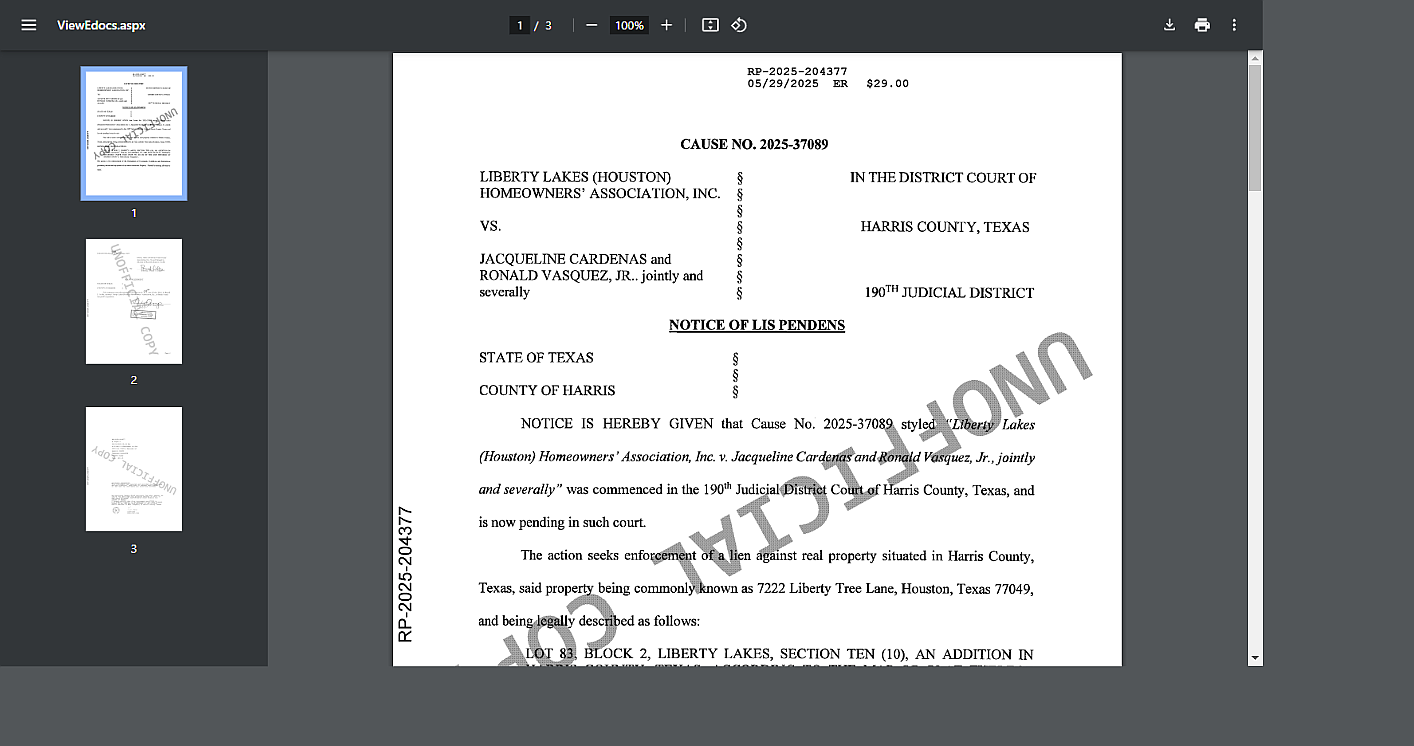 ViewEdocs.aspx
1 / 3
100%
1
2
3
RP-2025-204377
05/29/2025 ER $29.00
CAUSE NO. 2025-37089
LIBERTY LAKES (HOUSTON) § IN THE DISTRICT COURT OF
HOMEOWNERS' ASSOCIATION, INC. §
§
VS. § HARRIS COUNTY, TEXAS
§
JACQUELINE CARDENAS and §
RONALD VASQUEZ, JR.. jointly and §
severally § 190TH JUDICIAL DISTRICT
NOTICE OF LIS PENDENS
STATE OF TEXAS §
§
COUNTY OF HARRIS §
NOTICE IS HEREBY GIVEN that Cause No. 2025-37089 styled "Liberty Lakes
(Houston) Homeowners' Association, Inc. v. Jacqueline Cardenas and Ronald Vasquez, Jr., jointly
and severally" was commenced in the 190th Judicial District Court of Harris County, Texas, and
is now pending in such court.
The action seeks enforcement of a lien against real property situated in Harris County,
Texas, said property being commonly known as 7222 Liberty Tree Lane, Houston, Texas 77049,
and being legally described as follows:
LOT 83, BLOCK 2, LIBERTY LAKES, SECTION TEN (10), AN ADDITION IN
RP-2025-204377
UNOFFICIAL COPY